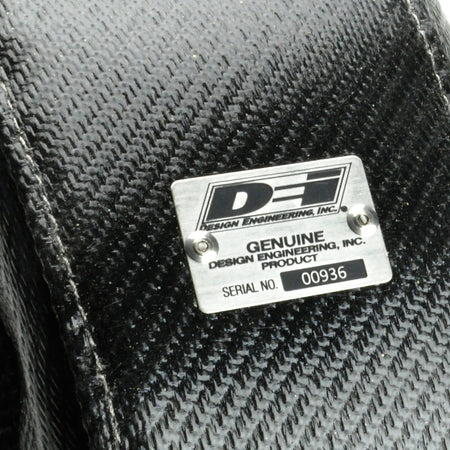 DEi
DESIGN ENGINEERING, INC.®
GENUINE
DESIGN ENGINEERING, INC.
PRODUCT
SERIAL NO. 00936